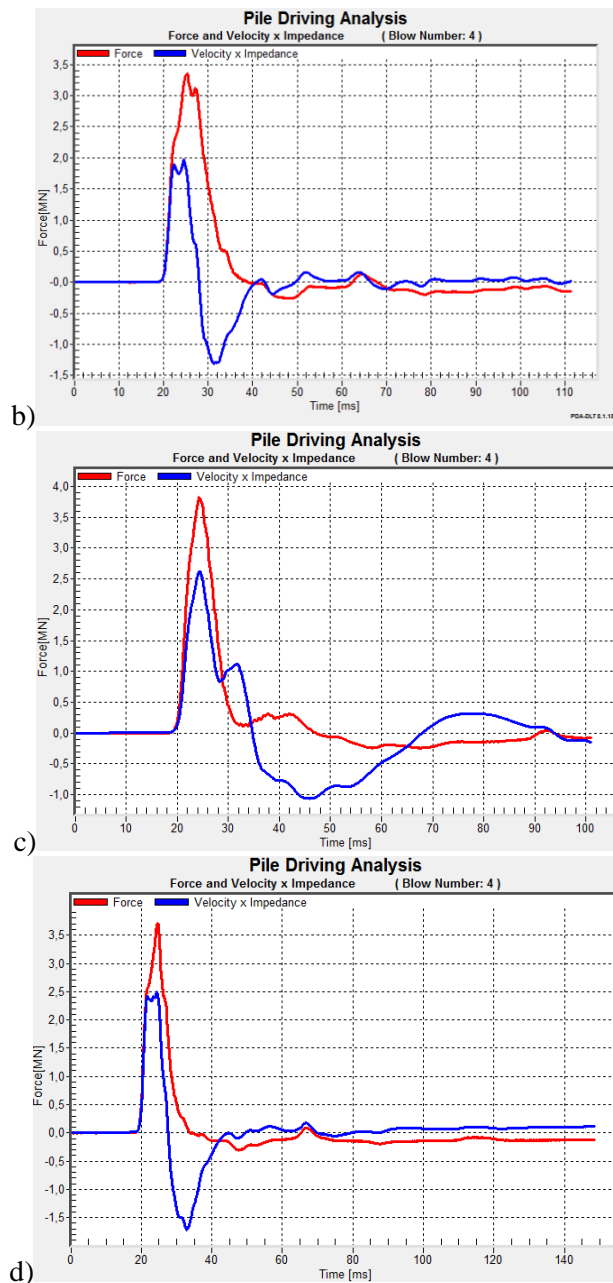 Pile Driving Analysis
Force and Velocity x Impedance ( Blow Number: 4 )
Force Velocity x Impedance
3,5
3,0
2,5
2,0
1,5
1,0
0,5
-0,0
-0,5
-1,0
-1,5
Force[MN]
0 10 20 30 40 50 60 70 80 90 100 110
Time [ms]
PDA-DLT 8.1.18
b)
Pile Driving Analysis
Force and Velocity x Impedance ( Blow Number: 4 )
Force Velocity x Impedance
4,0
3,5
3,0
2,5
2,0
1,5
1,0
0,5
0,0
-0,5
-1,0
Force[MN]
0 10 20 30 40 50 60 70 80 90 100
Time [ms]
c)
Pile Driving Analysis
Force and Velocity x Impedance ( Blow Number: 4 )
Force Velocity x Impedance
3,5
3,0
2,5
2,0
1,5
1,0
0,5
0,0
-0,5
-1,0
-1,5
Force[MN]
0 20 40 60 80 100 120 140
Time [ms]
d)